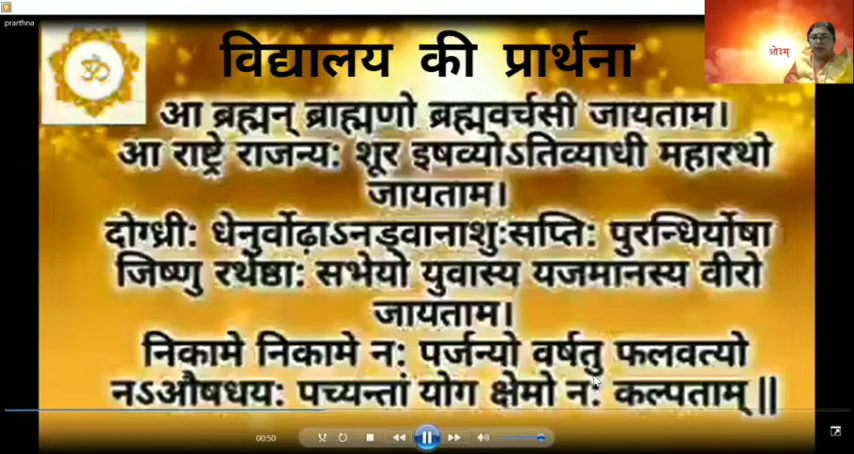 prarthna
ओ३म्
ॐ
विद्यालय की प्रार्थना
आ ब्रह्मन् ब्राह्मणो ब्रह्मवर्चसी जायताम।
आ राष्ट्रे राजन्य: शूर इषव्योऽतिव्याधी महारथो
जायताम।
दोग्ध्री: धेनुर्वोढ़ाऽनड्वानाशुःसप्ति: पुरन्धिर्योषा
जिष्णु रथेष्ठा: सभेयो युवास्य यजमानस्य वीरो
जायताम।
निकामे निकामे न: पर्जन्यो वर्षतु फलवत्यो
नऽऔषधय: पच्यन्तां योग क्षेमो न: कल्पताम् ||
00:50